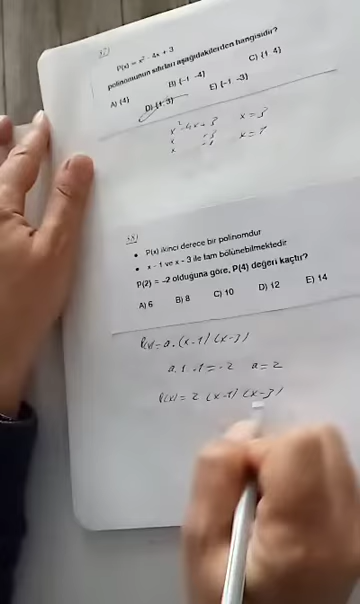 P(x) = x² - 4x + 3
polinomunun sıfırları aşağıdakilerden hangisidir?
A) {4} B) {-1 -4} C) {1 4}
D) {1 3} E) {-1 -3}
x²-4x+3 x=3
x -3 x=1
x -1
• P(x) ikinci derece bir polinomdur
• x - 1 ve x - 3 ile tam bölünebilmektedir
P(2) = -2 olduğuna göre, P(4) değeri kaçtır?
A) 6 B) 8 C) 10 D) 12 E) 14
P(x)=a.(x-1)(x-3)
a.1.-1=-2 a=2
P(x)=2(x-1)(x-3)